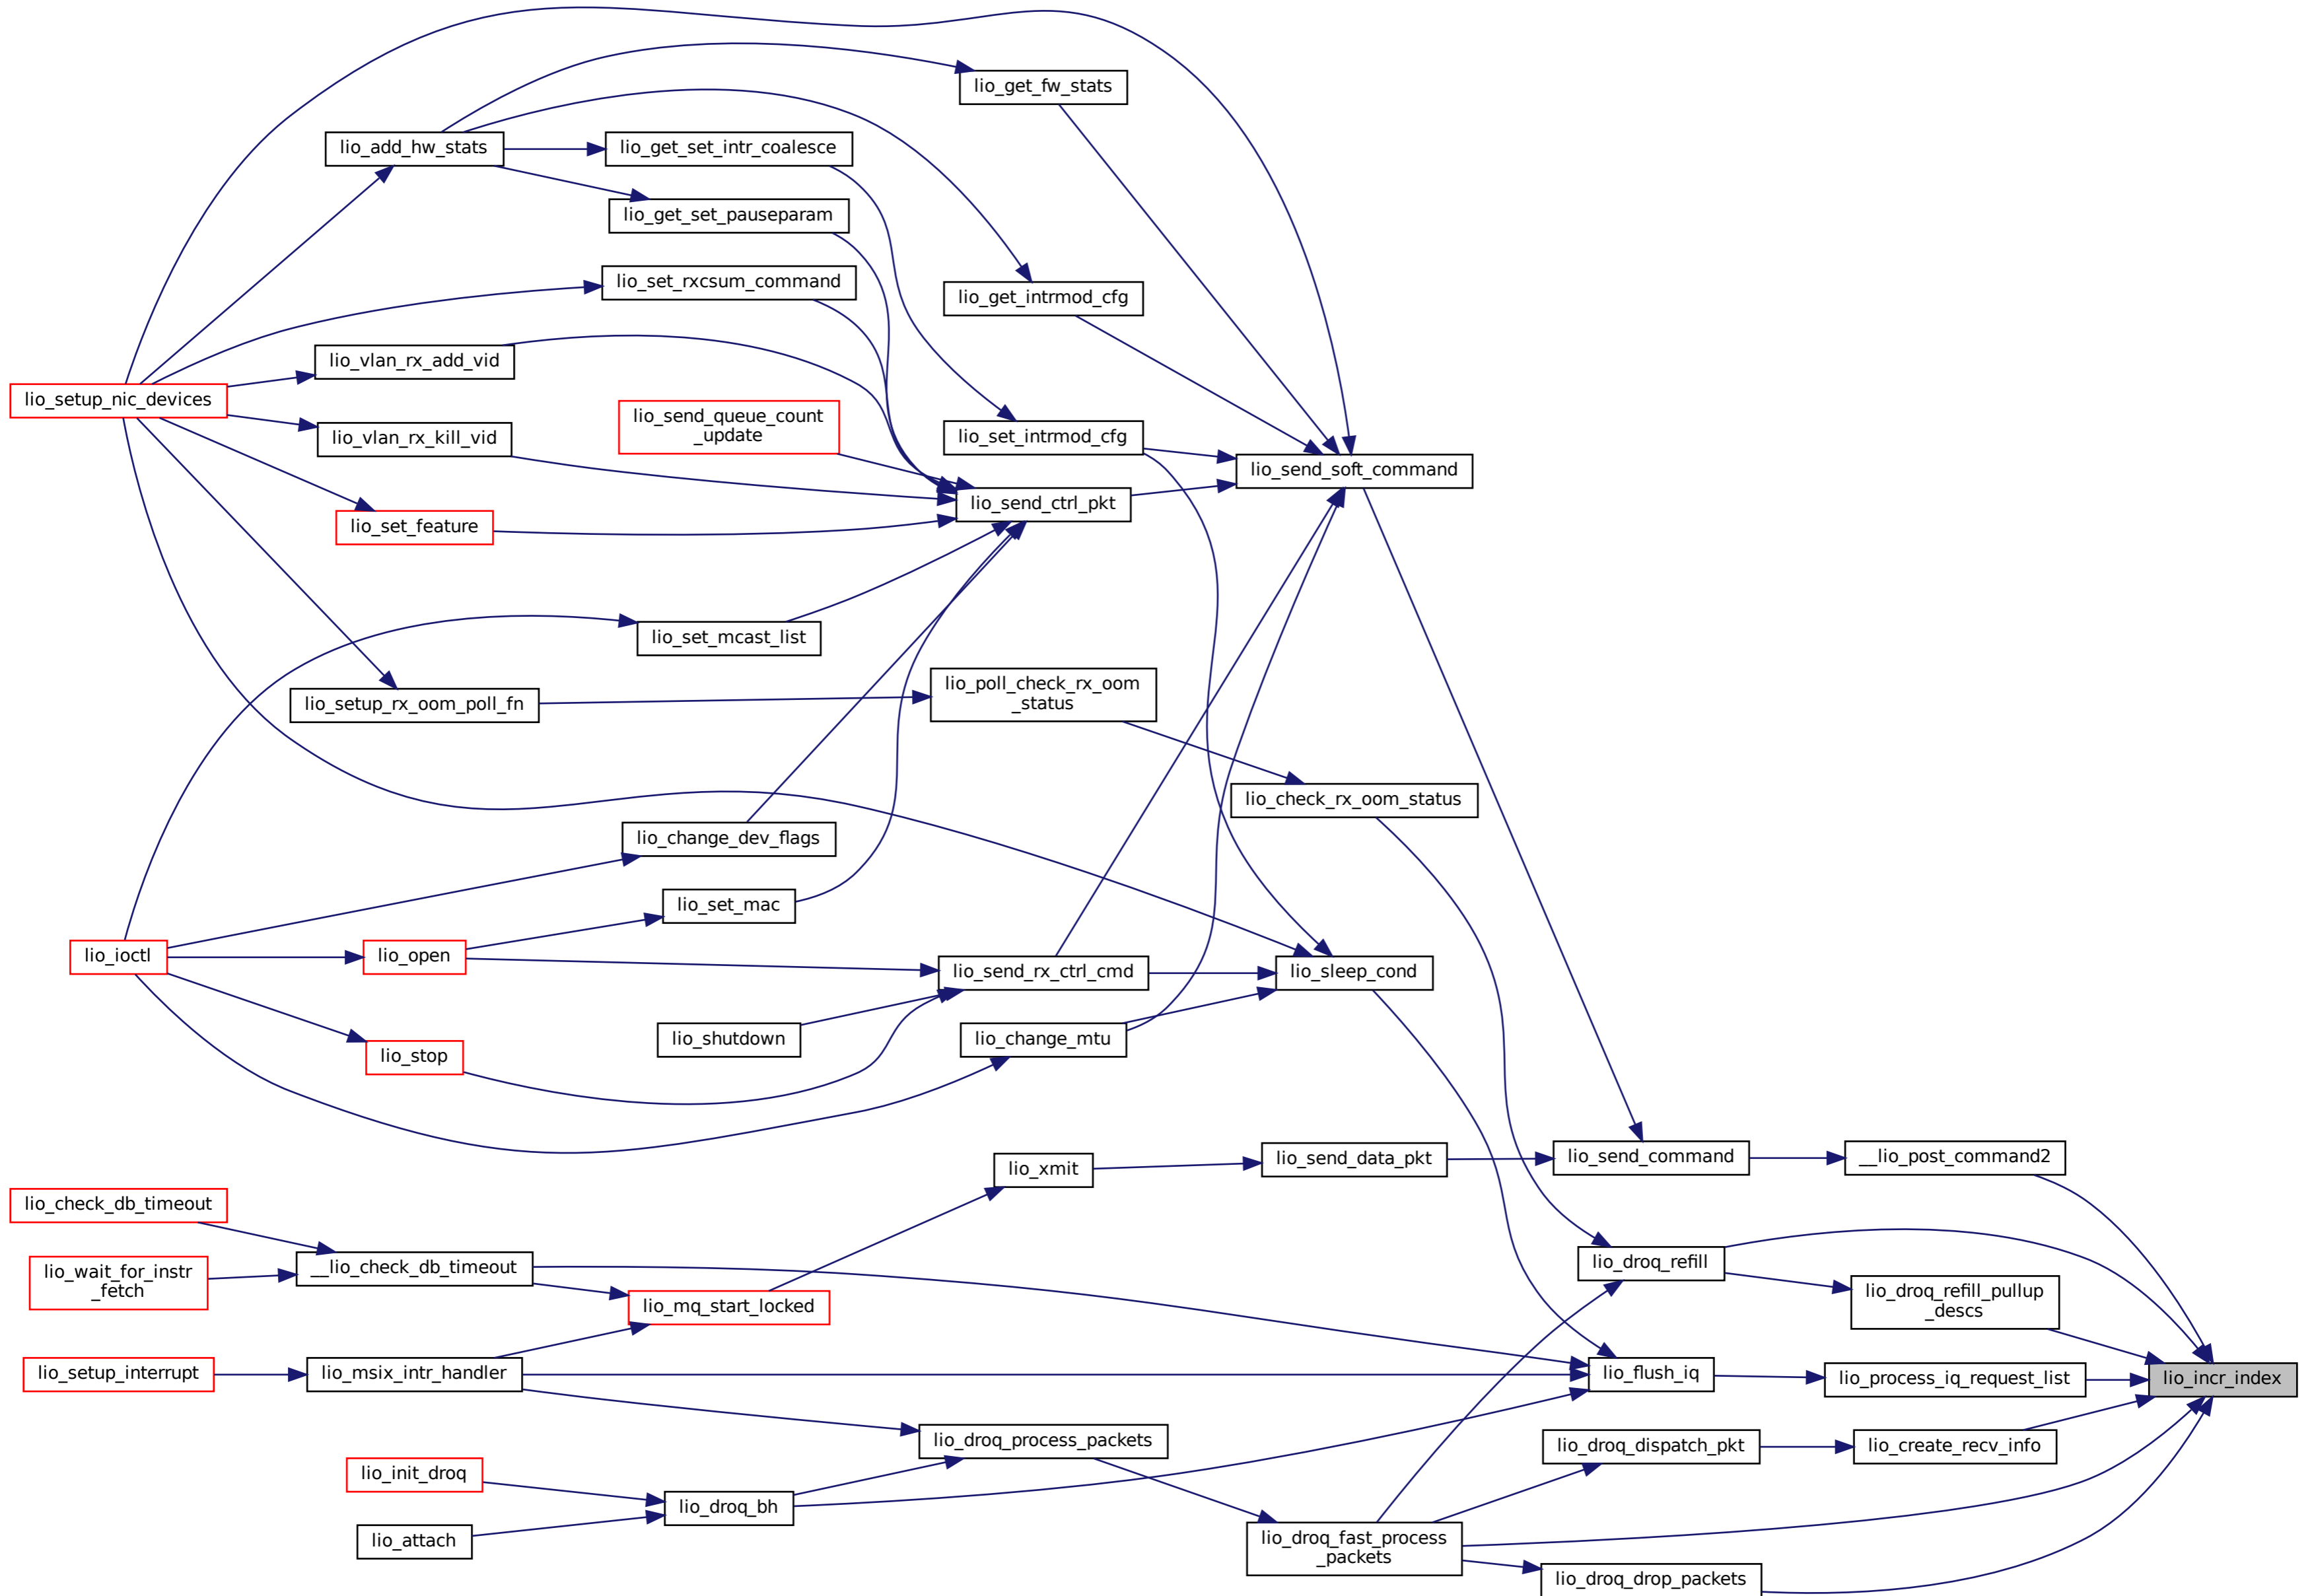 lio_get_fw_stats
lio_add_hw_stats
lio_get_set_intr_coalesce
lio_get_set_pauseparam
lio_set_rxcsum_command
lio_get_intrmod_cfg
lio_vlan_rx_add_vid
lio_setup_nic_devices
lio_send_queue_count
_update
lio_vlan_rx_kill_vid
lio_set_intrmod_cfg
lio_send_soft_command
lio_send_ctrl_pkt
lio_set_feature
lio_set_mcast_list
lio_poll_check_rx_oom
_status
lio_setup_rx_oom_poll_fn
lio_check_rx_oom_status
lio_change_dev_flags
lio_set_mac
lio_ioctl
lio_open
lio_send_rx_ctrl_cmd
lio_sleep_cond
lio_shutdown
lio_change_mtu
lio_stop
lio_xmit
lio_send_data_pkt
lio_send_command
__lio_post_command2
lio_check_db_timeout
lio_wait_for_instr
_fetch
__lio_check_db_timeout
lio_droq_refill
lio_droq_refill_pullup
_descs
lio_mq_start_locked
lio_setup_interrupt
lio_msix_intr_handler
lio_flush_iq
lio_process_iq_request_list
lio_incr_index
lio_droq_process_packets
lio_droq_dispatch_pkt
lio_create_recv_info
lio_init_droq
lio_droq_bh
lio_attach
lio_droq_fast_process
_packets
lio_droq_drop_packets